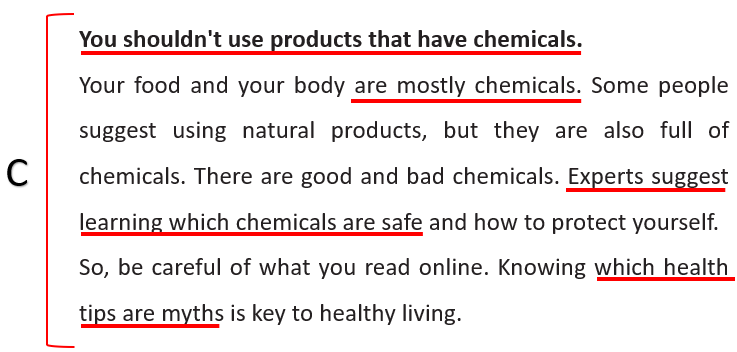 You shouldn't use products that have chemicals.
Your food and your body are mostly chemicals. Some people
suggest using natural products, but they are also full of
C
chemicals. There are good and bad chemicals. Experts suggest
learning which chemicals are safe and how to protect yourself.
So, be careful of what you read online. Knowing which health
tips are myths is key to healthy living.